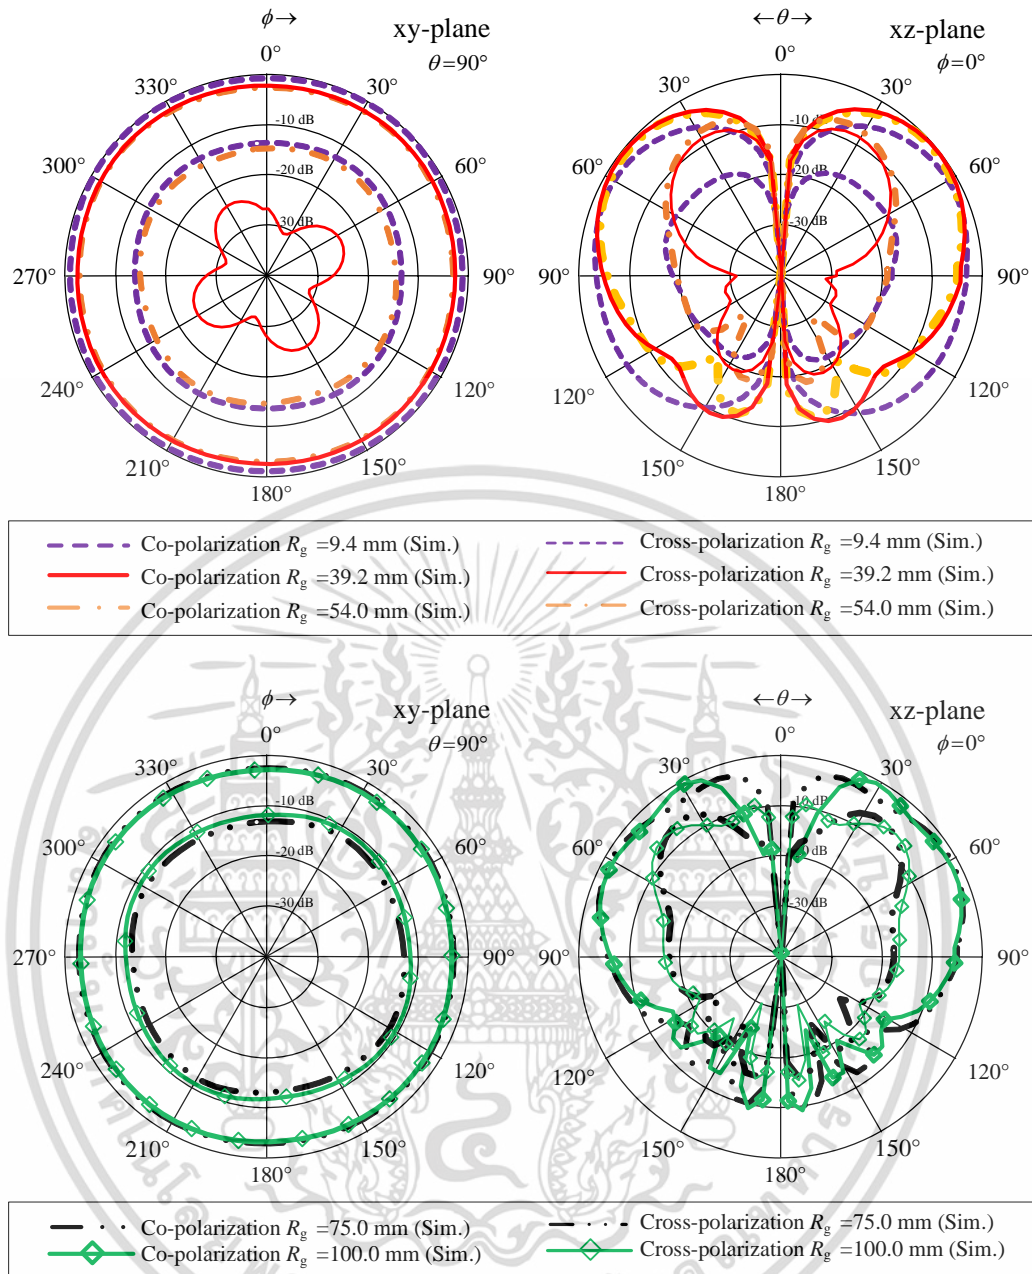 ϕ→
xy-plane
θ=90°
0°
30°
60°
90°
120°
150°
180°
210°
240°
270°
300°
330°
-10 dB
-20 dB
-30 dB
←θ→
xz-plane
ϕ=0°
0°
30°
60°
90°
120°
150°
180°
150°
120°
90°
60°
30°
-10 dB
-20 dB
-30 dB
Co-polarization Rg =9.4 mm (Sim.)
Cross-polarization Rg =9.4 mm (Sim.)
Co-polarization Rg =39.2 mm (Sim.)
Cross-polarization Rg =39.2 mm (Sim.)
Co-polarization Rg =54.0 mm (Sim.)
Cross-polarization Rg =54.0 mm (Sim.)
ϕ→
xy-plane
θ=90°
0°
30°
60°
90°
120°
150°
180°
210°
240°
270°
300°
330°
-10 dB
-20 dB
-30 dB
←θ→
xz-plane
ϕ=0°
0°
30°
60°
90°
120°
150°
180°
150°
120°
90°
60°
30°
-30 dB
Co-polarization Rg =75.0 mm (Sim.)
Cross-polarization Rg =75.0 mm (Sim.)
Co-polarization Rg =100.0 mm (Sim.)
Cross-polarization Rg =100.0 mm (Sim.)